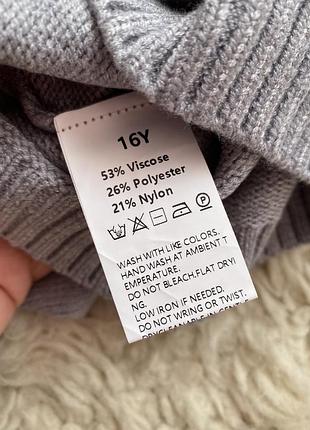 16Y
53% Viscose
26% Polyester
21% Nylon
P
WASH WITH LIKE COLORS.
HAND WASH AT AMBIENT T
EMPERATURE.
DO NOT BLEACH,FLAT DRYI
NG.
LOW IRON IF NEEDED.
DO NOT WRING OR TWIST.